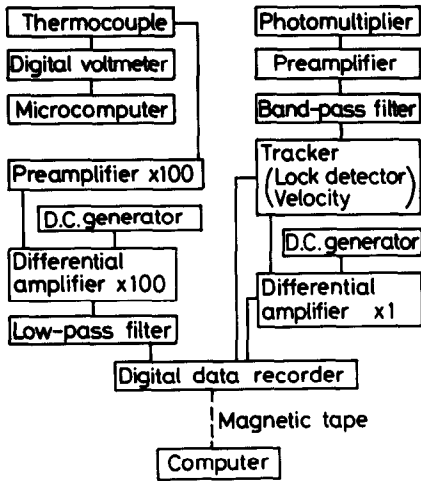 Thermocouple
Digital voltmeter
Microcomputer
Preamplifier x100
D.C. generator
Differential
amplifier x100
Low-pass filter
Photomultiplier
Preamplifier
Band-pass filter
Tracker
(Lock detector)
(Velocity)
D.C. generator
Differential
amplifier x1
Digital data recorder
Magnetic tape
Computer